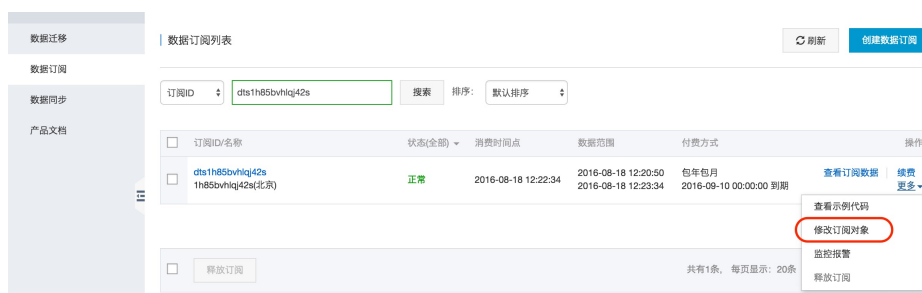 数据迁移
数据订阅
数据同步
产品文档
数据订阅列表
刷新
创建数据订阅
订阅ID
dts1h85bvhlqj42s
搜索
排序:
默认排序
订阅ID/名称
状态(全部)
消费时间点
数据范围
付费方式
操作
dts1h85bvhlqj42s
1h85bvhlqj42s(北京)
正常
2016-08-18 12:22:34
2016-08-18 12:20:50
2016-08-18 12:23:34
包年包月
2016-09-10 00:00:00 到期
查看订阅数据
续费
更多
查看示例代码
修改订阅对象
监控报警
释放订阅
释放订阅
共有1条, 每页显示: 20条